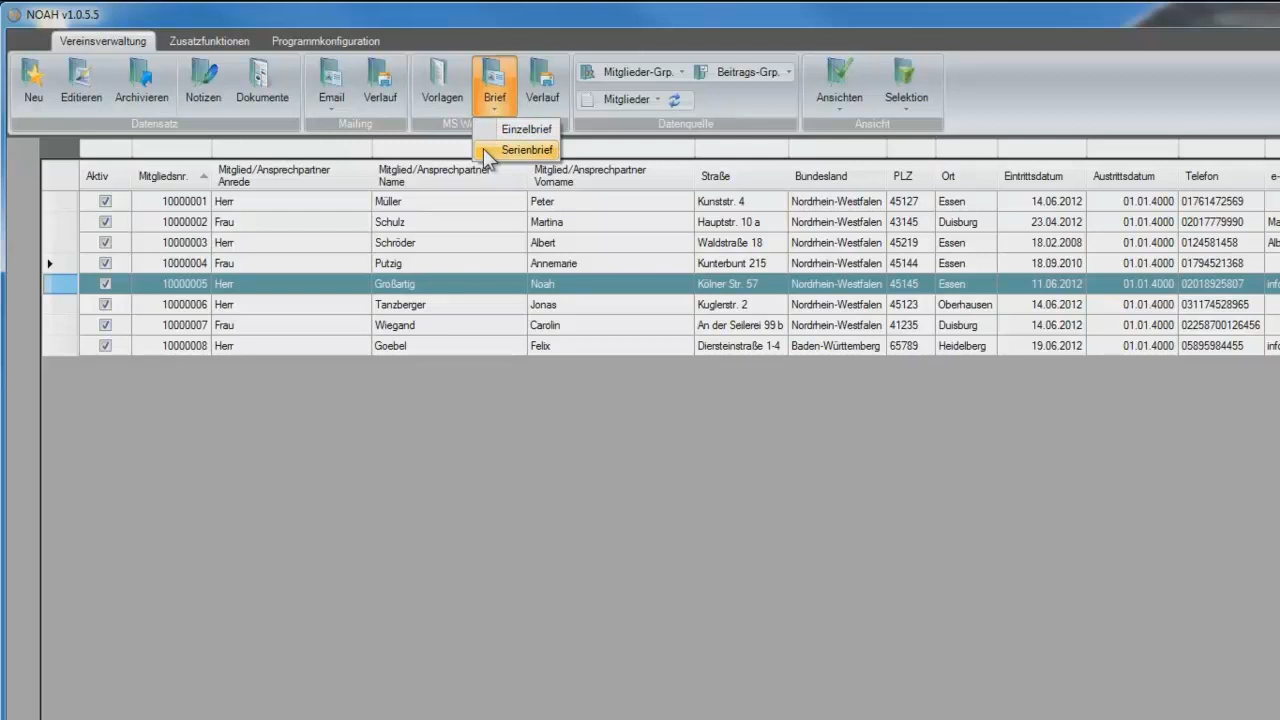 NOAH v1.0.5.5
Vereinsverwaltung Zusatzfunktionen Programmkonfiguration
Neu Editieren Archivieren Notizen Dokumente Email Verlauf Vorlagen Brief Verlauf Mitglieder-Grp. Beitrags-Grp. Mitglieder Ansichten Selektion
Datensatz Mailing MS Datenquelle Ansicht
Einzelbrief
Serienbrief
Aktiv Mitgliedsnr. Mitglied/Ansprechpartner Anrede Mitglied/Ansprechpartner Name Mitglied/Ansprechpartner Vorname Straße Bundesland PLZ Ort Eintrittsdatum Austrittsdatum Telefon e-
10000001 Herr Müller Peter Kunststr. 4 Nordrhein-Westfalen 45127 Essen 14.06.2012 01.01.4000 01761472569
10000002 Frau Schulz Martina Hauptstr. 10 a Nordrhein-Westfalen 43145 Duisburg 23.04.2012 01.01.4000 02017779990 Ma
10000003 Herr Schröder Albert Waldstraße 18 Nordrhein-Westfalen 45219 Essen 18.02.2008 01.01.4000 0124581458 Alb
10000004 Frau Putzig Annemarie Kunterbunt 215 Nordrhein-Westfalen 45144 Essen 18.09.2010 01.01.4000 01794521368
10000005 Herr Großartig Noah Kölner Str. 57 Nordrhein-Westfalen 45145 Essen 11.06.2012 01.01.4000 02018925807 info
10000006 Herr Tanzberger Jonas Kuglerstr. 2 Nordrhein-Westfalen 45123 Oberhausen 14.06.2012 01.01.4000 031174528965
10000007 Frau Wiegand Carolin An der Seilerei 99 b Nordrhein-Westfalen 41235 Duisburg 14.06.2012 01.01.4000 02258700126456
10000008 Herr Goebel Felix Diersteinstraße 1-4 Baden-Württemberg 65789 Heidelberg 19.06.2012 01.01.4000 05895984455 info